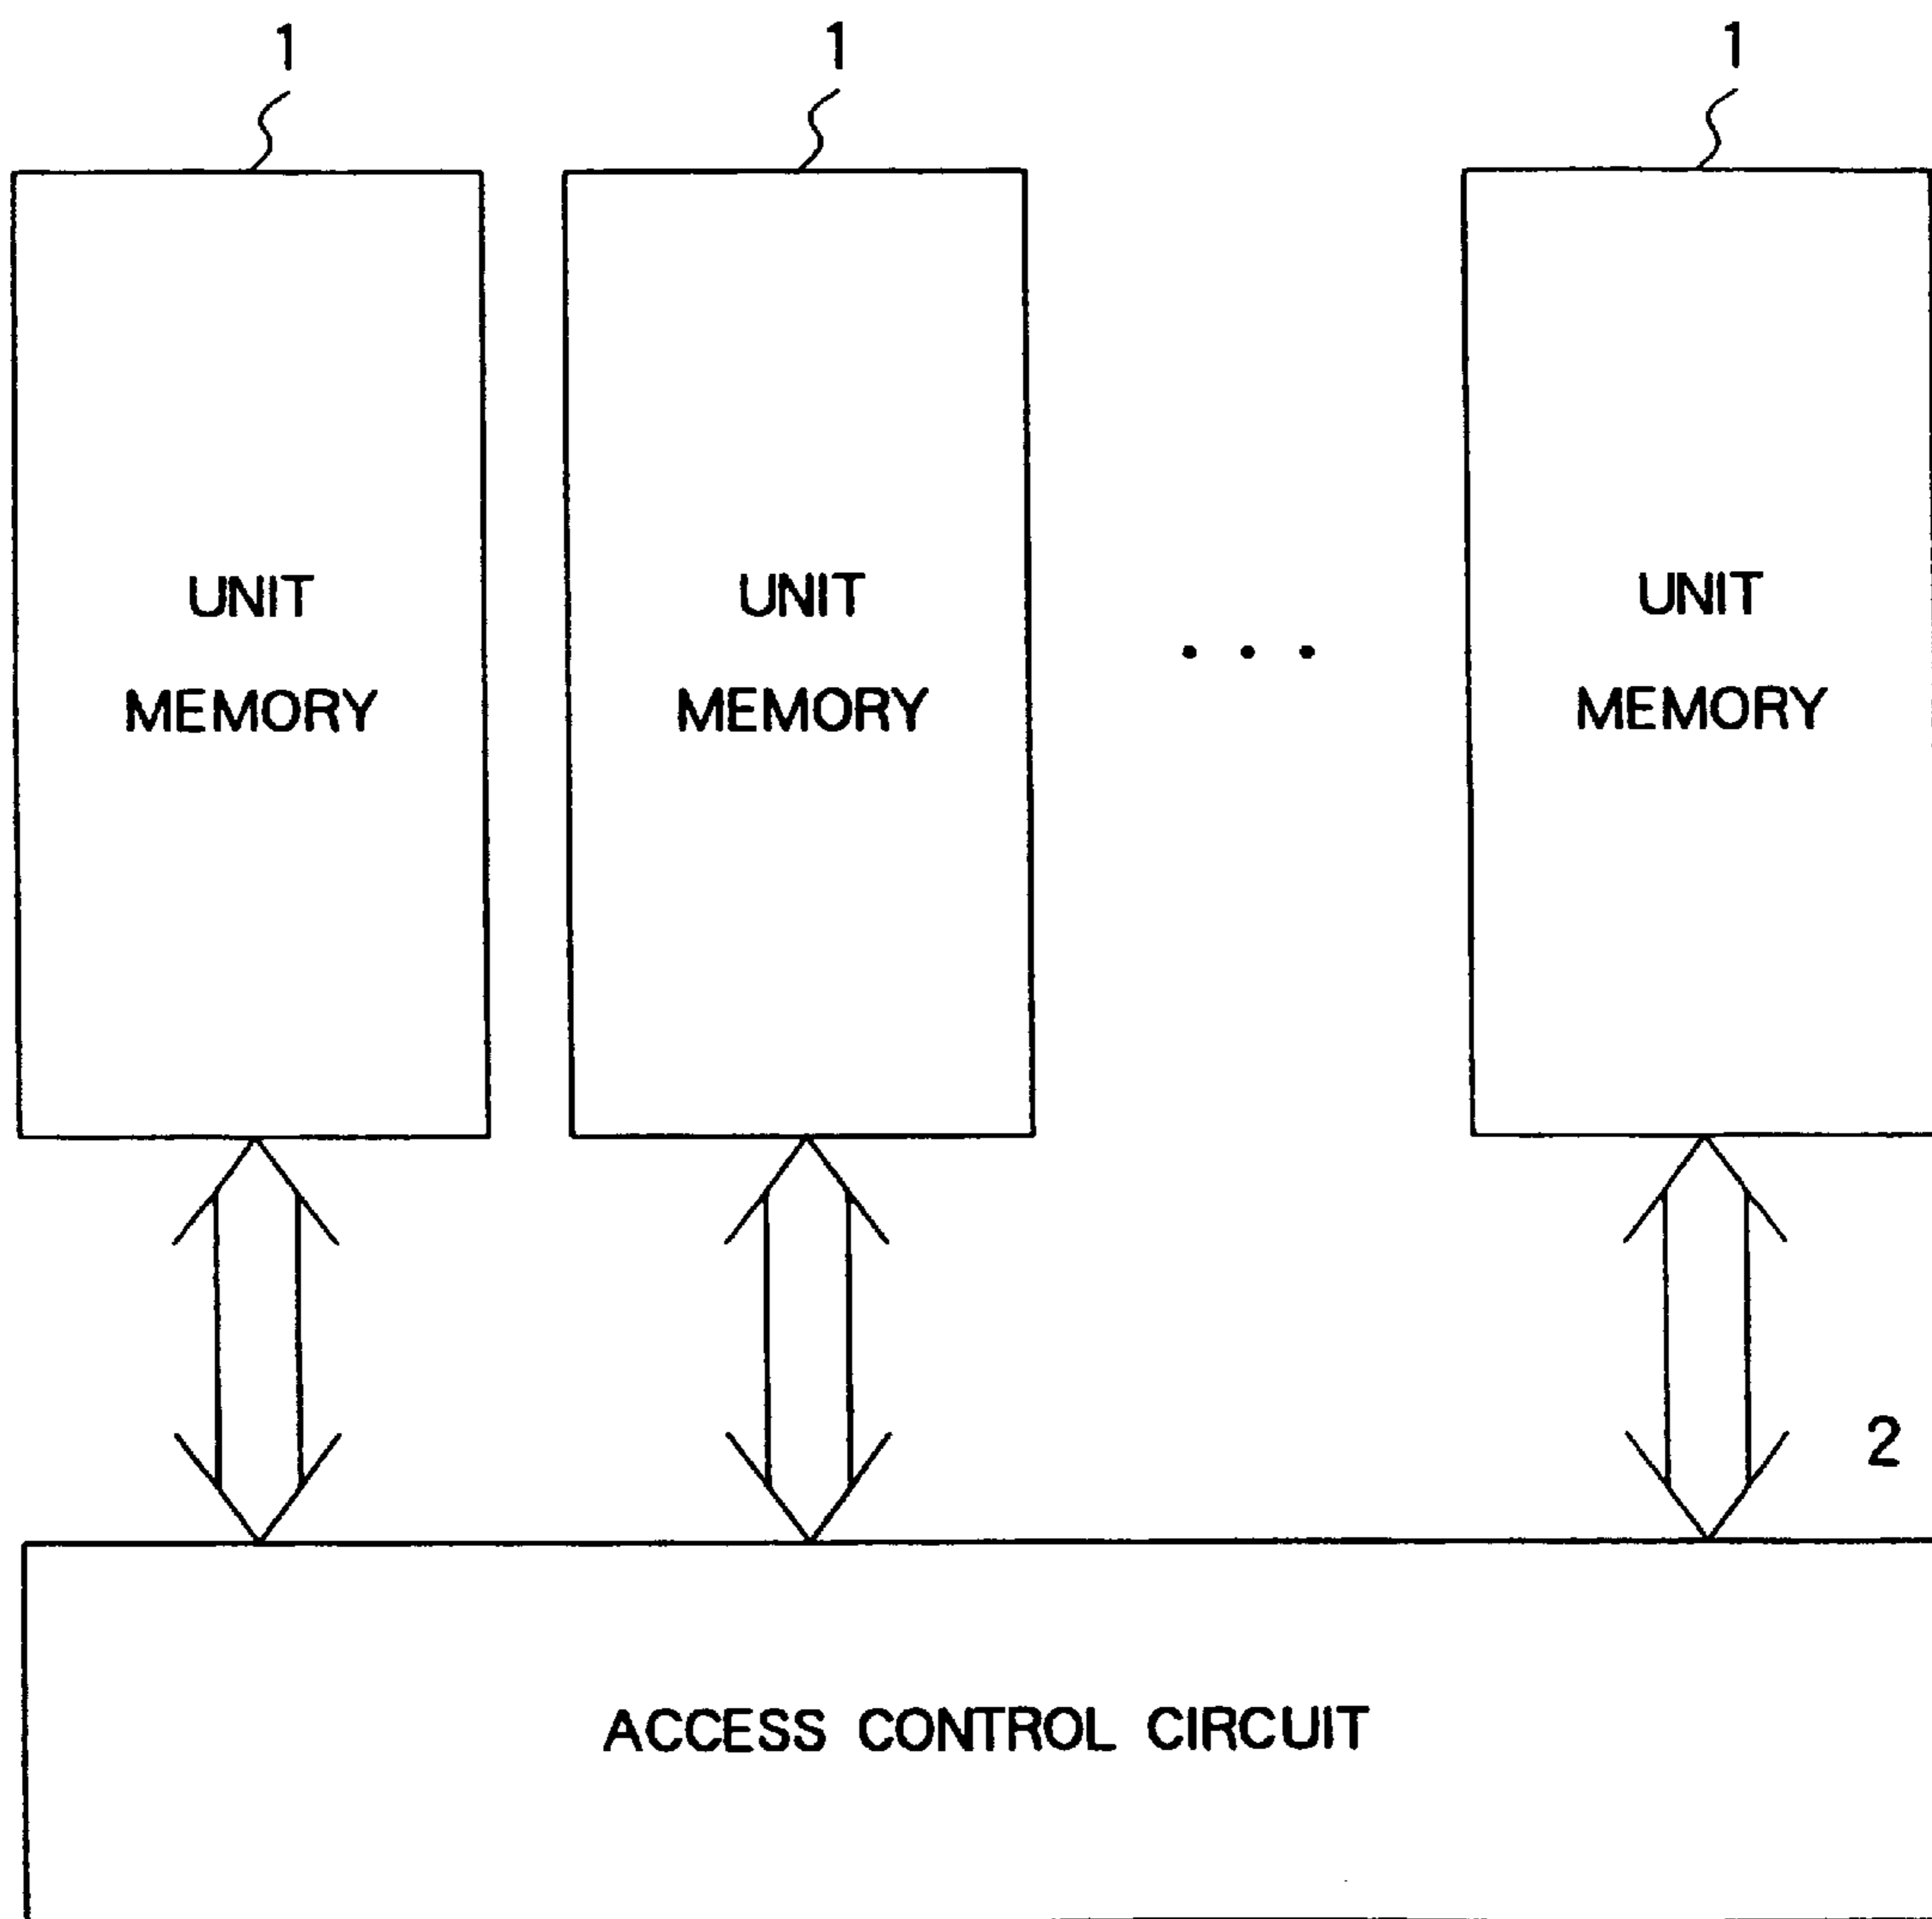 1 1 1
UNIT UNIT UNIT
MEMORY MEMORY . . . MEMORY
2
ACCESS CONTROL CIRCUIT